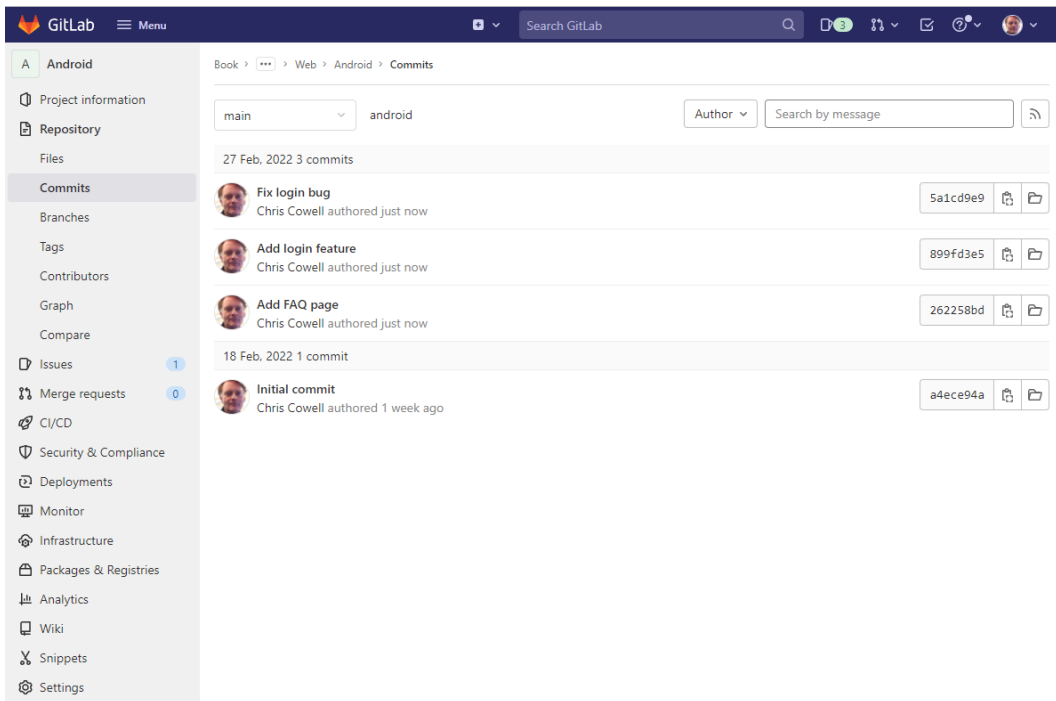 GitLab Menu Search GitLab 3
A Android
Book > ... > Web > Android > Commits
Project information
Repository
Files
Commits
Branches
Tags
Contributors
Graph
Compare
Issues 1
Merge requests 0
CI/CD
Security & Compliance
Deployments
Monitor
Infrastructure
Packages & Registries
Analytics
Wiki
Snippets
Settings
main android Author Search by message
27 Feb, 2022 3 commits
Fix login bug
Chris Cowell authored just now
5a1cd9e9
Add login feature
Chris Cowell authored just now
899fd3e5
Add FAQ page
Chris Cowell authored just now
262258bd
18 Feb, 2022 1 commit
Initial commit
Chris Cowell authored 1 week ago
a4ece94a